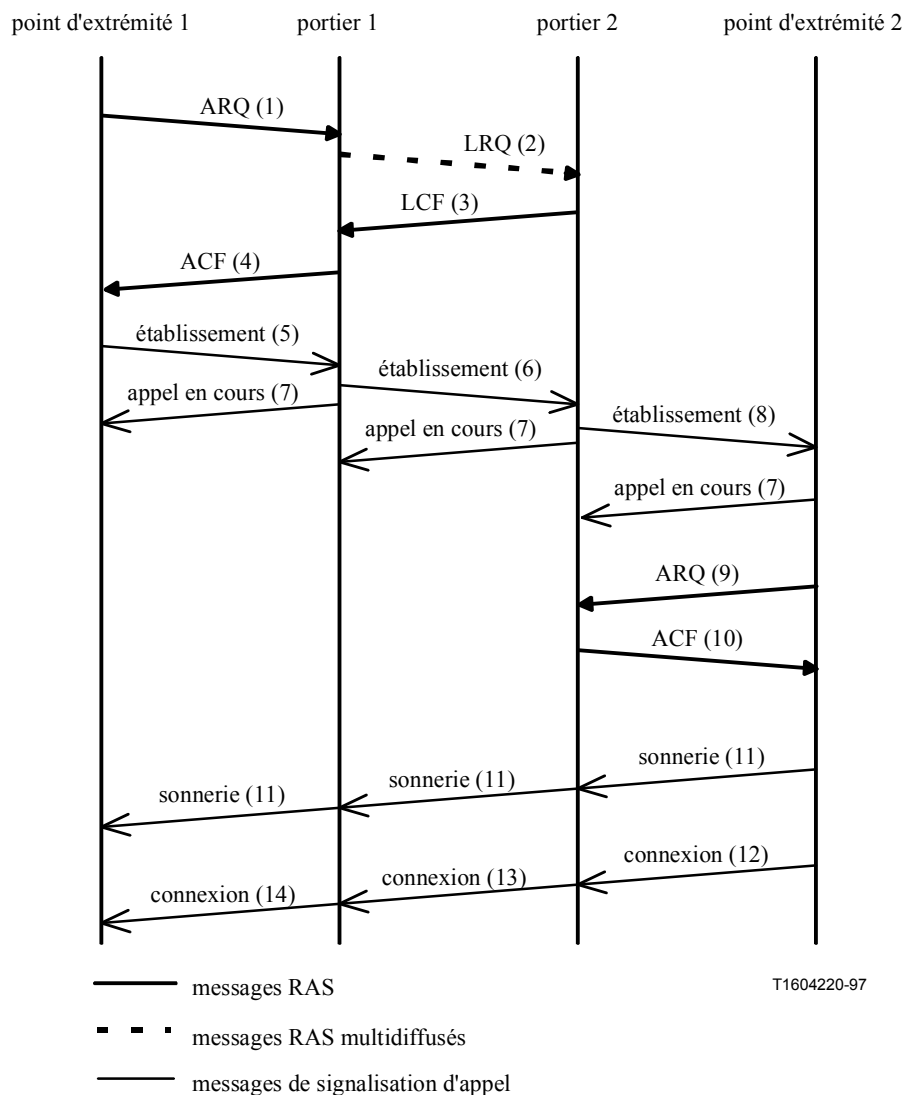 point d'extrémité 1 portier 1 portier 2 point d'extrémité 2
ARQ (1)
LRQ (2)
LCF (3)
ACF (4)
établissement (5)
établissement (6)
appel en cours (7)
établissement (8)
appel en cours (7)
appel en cours (7)
ARQ (9)
ACF (10)
sonnerie (11)
sonnerie (11)
sonnerie (11)
connexion (12)
connexion (13)
connexion (14)
messages RAS
T1604220-97
messages RAS multidiffusés
messages de signalisation d'appel